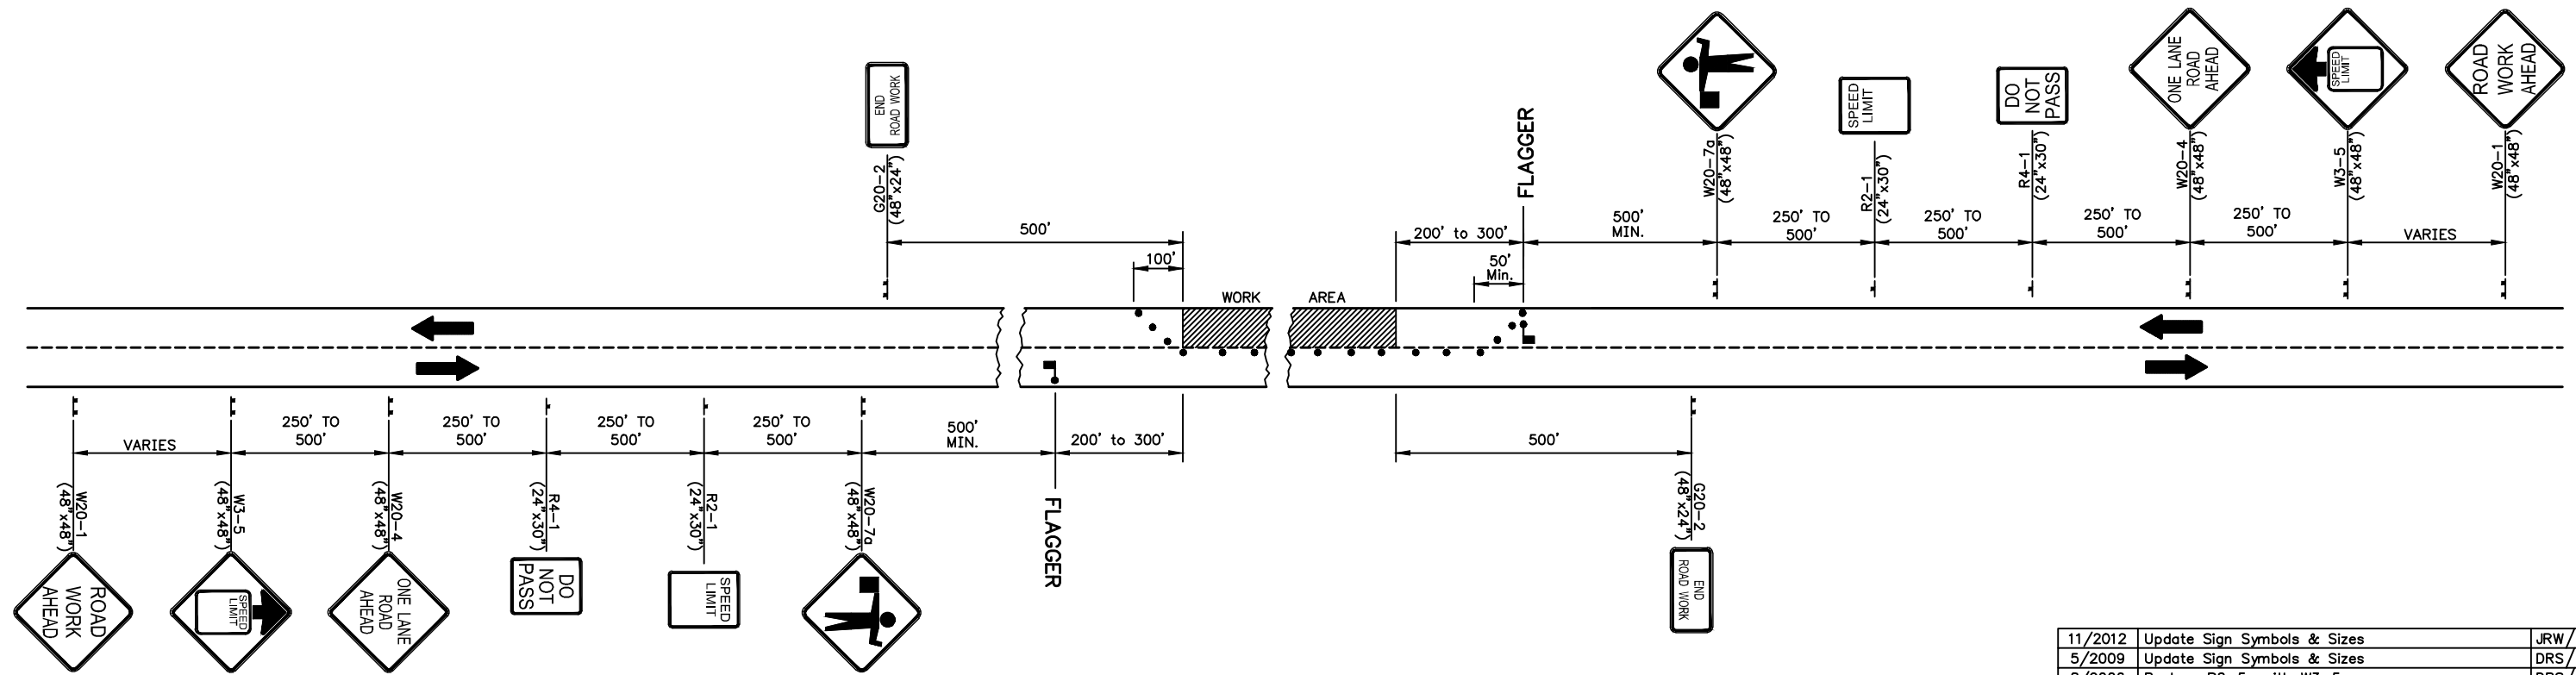 END
ROAD WORK
G20-2
(48"x24")
FLAGGER
W20-7a
(48"x48")
SPEED
LIMIT
R2-1
(24"x30")
DO
NOT
PASS
R4-1
(24"x30")
ONE LANE
ROAD
AHEAD
W20-4
(48"x48")
SPEED
LIMIT
W3-5
(48"x48")
ROAD
WORK
AHEAD
W20-1
(48"x48")
500'
100'
200' to 300'
50'
Min.
500'
MIN.
250' TO
500'
250' TO
500'
250' TO
500'
250' TO
500'
VARIES
WORK AREA
VARIES
250' TO
500'
250' TO
500'
250' TO
500'
250' TO
500'
500'
MIN.
200' to 300'
500'
W20-1
(48"x48")
ROAD
WORK
AHEAD
W3-5
(48"x48")
SPEED
LIMIT
W20-4
(48"x48")
ONE LANE
ROAD
AHEAD
R4-1
(24"x30")
DO
NOT
PASS
R2-1
(24"x30")
SPEED
LIMIT
W20-7a
(48"x48")
FLAGGER
G20-2
(48"x24")
END
ROAD WORK
11/2012 Update Sign Symbols & Sizes JRW/
5/2009 Update Sign Symbols & Sizes DRS/